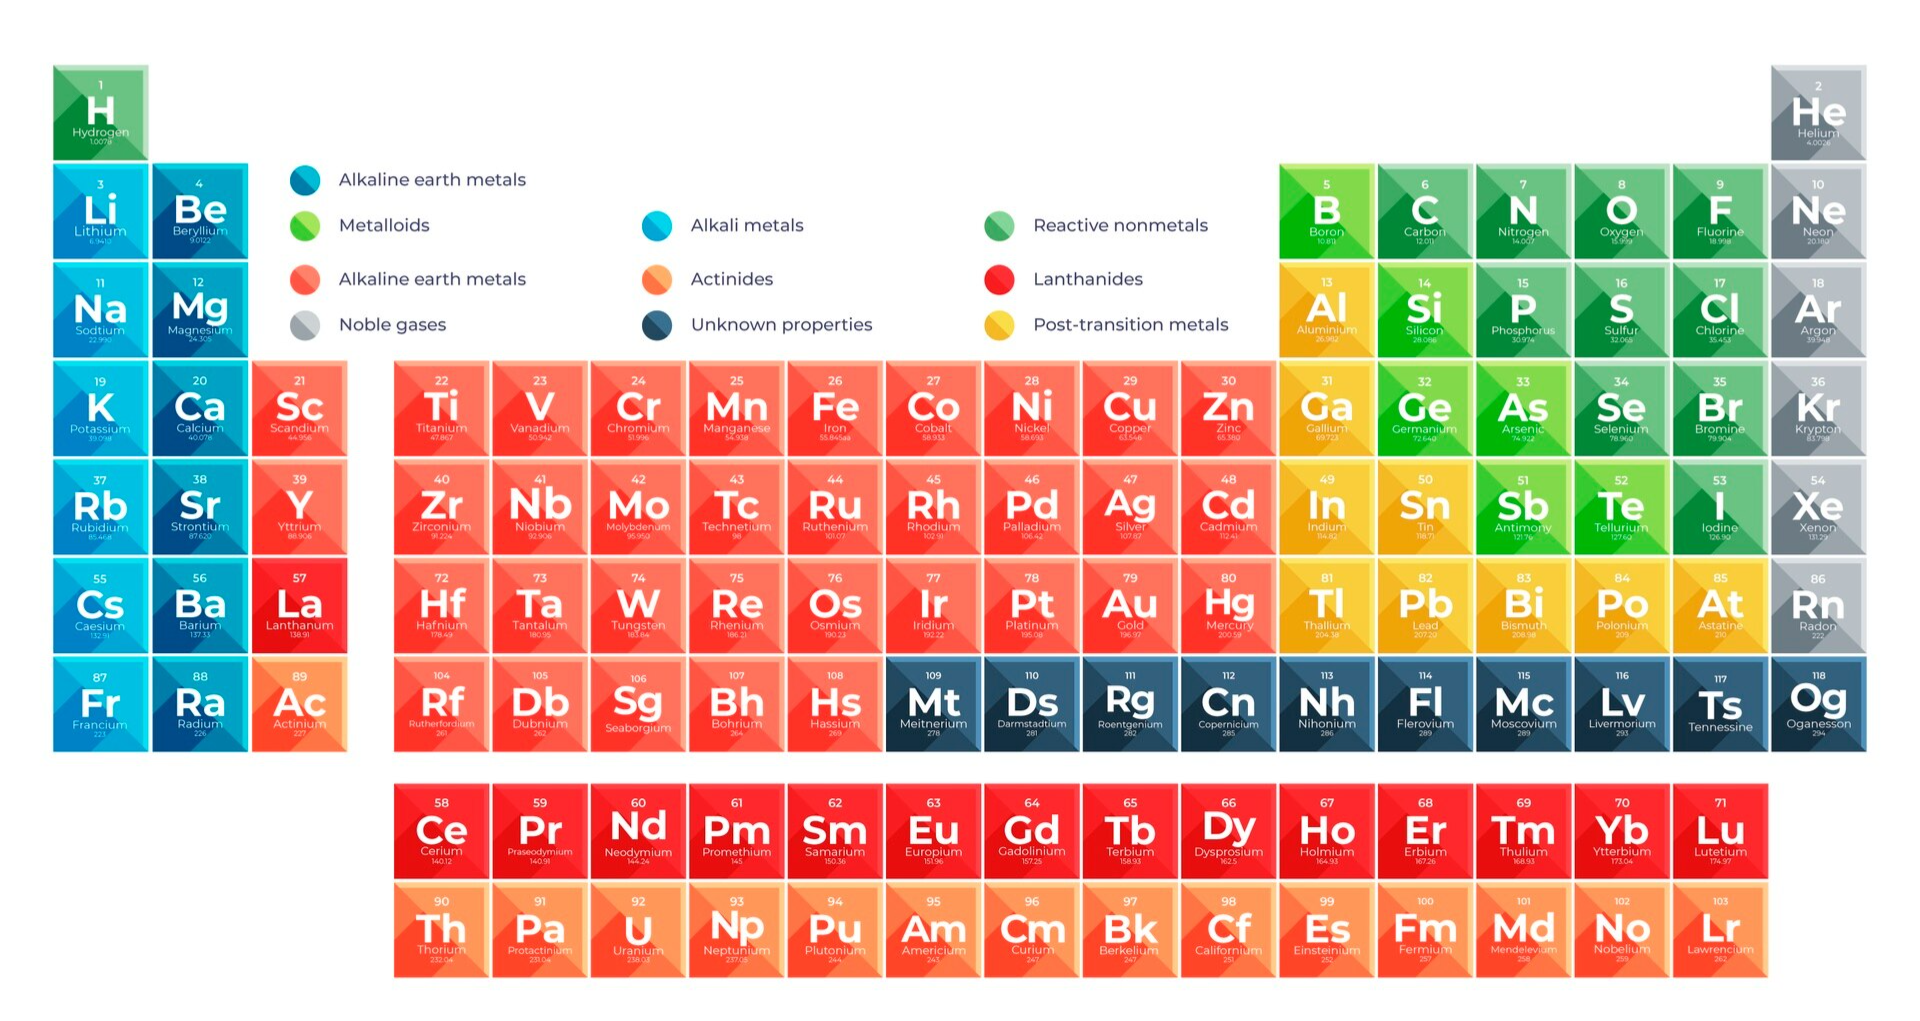 1 2
H He
Hydrogen Helium
1.0079 4.0026
Alkaline earth metals
Metalloids Alkali metals Reactive nonmetals
Alkaline earth metals Actinides Lanthanides
Noble gases Unknown properties Post-transition metals
3 4 5 6 7 8 9 10
Li Be B C N O F Ne
Lithium Beryllium Boron Carbon Nitrogen Oxygen Fluorine Neon
6.9410 9.0122 10.811 12.011 14.007 15.999 18.998 20.180
11 12 13 14 15 16 17 18
Na Mg Al Si P S Cl Ar
Sodtium Magnesium Aluminium Silicon Phosphorus Sulfur Chlorine Argon
22.990 24.305 26.982 28.086 30.974 32.065 35.453 39.948
19 20 21 22 23 24 25 26 27 28 29 30 31 32 33 34 35 36
K Ca Sc Ti V Cr Mn Fe Co Ni Cu Zn Ga Ge As Se Br Kr
Potassium Calcium Scandium Titanium Vanadium Chromium Manganese Iron Cobalt Nickel Copper Zinc Gallium Germanium Arsenic Selenium Bromine Krypton
39.098 40.078 44.956 47.867 50.942 51.996 54.938 58.933 58.693 63.546 65.380 69.723 72.640 74.922 78.960 79.904 83.798
37 38 39 40 41 42 43 44 45 46 47 48 49 50 51 52 53 54
Rb Sr Y Zr Nb Mo Tc Ru Rh Pd Ag Cd In Sn Sb Te I Xe
Rubidium Strontium Yttrium Zirconium Niobium Molybdenum Technetium Ruthenium Rhodium Palladium Silver Cadmium Indium Tin Antimony Tellurium Iodine Xenon
85.468 87.620 88.906 91.224 92.906 95.950 98 101.07 102.91 106.42 107.87 112.41 114.82 118.71 121.76 127.60 126.90 131.29
55 56 57 72 73 74 75 76 77 78 79 80 81 82 83 84 85 86
Cs Ba La Hf Ta W Re Os Ir Pt Au Hg Tl Pb Bi Po At Rn
Caesium Barium Lanthanum Hafnium Tantalum Tungsten Rhenium Osmium Iridium Platinum Gold Mercury Thallium Lead Bismuth Polonium Astatine Radon
132.91 137.33 138.91 178.49 180.95 183.84 186.21 190.23 192.22 195.08 196.97 200.59 204.38 207.20 208.98 209 210 222
87 88 89 104 105 106 107 108 109 110 111 112 113 114 115 116 117 118
Fr Ra Ac Rf Db Sg Bh Hs Mt Ds Rg Cn Nh Fl Mc Lv Ts Og
Francium Radium Actinium Rutherfordium Dubnium Seaborgium Bohrium Hassium Meitnerium Darmstadtium Roentgenium Copernicium Nihonium Flerovium Moscovium Livermorium Tennessine Oganesson
223 226 227 261 262 264 269 278 281 282 285 286 289 289 293 294
58 59 60 61 62 63 64 65 66 67 68 69 70 71
Ce Pr Nd Pm Sm Eu Gd Tb Dy Ho Er Tm Yb Lu
Cerium Praseodymium Neodymium Promethium Samarium Europium Gadolinium Terbium Dysprosium Holmium Erbium Thulium Ytterbium Lutetium
140.12 140.91 144.24 145 150.36 151.96 157.25 158.93 162.5 164.93 167.26 168.93 173.04 174.97
90 91 92 93 94 95 96 97 98 99 100 101 102 103
Th Pa U Np Pu Am Cm Bk Cf Es Fm Md No Lr
Thorium Protactinium Uranium Neptunium Plutonium Americium Curium Berkelium Californium Einsteinium Fermium Mendelevium Nobelium Lawrencium
232.04 231.04 238.03 237.05 244 243 247 247 251 252 257 258 259 262